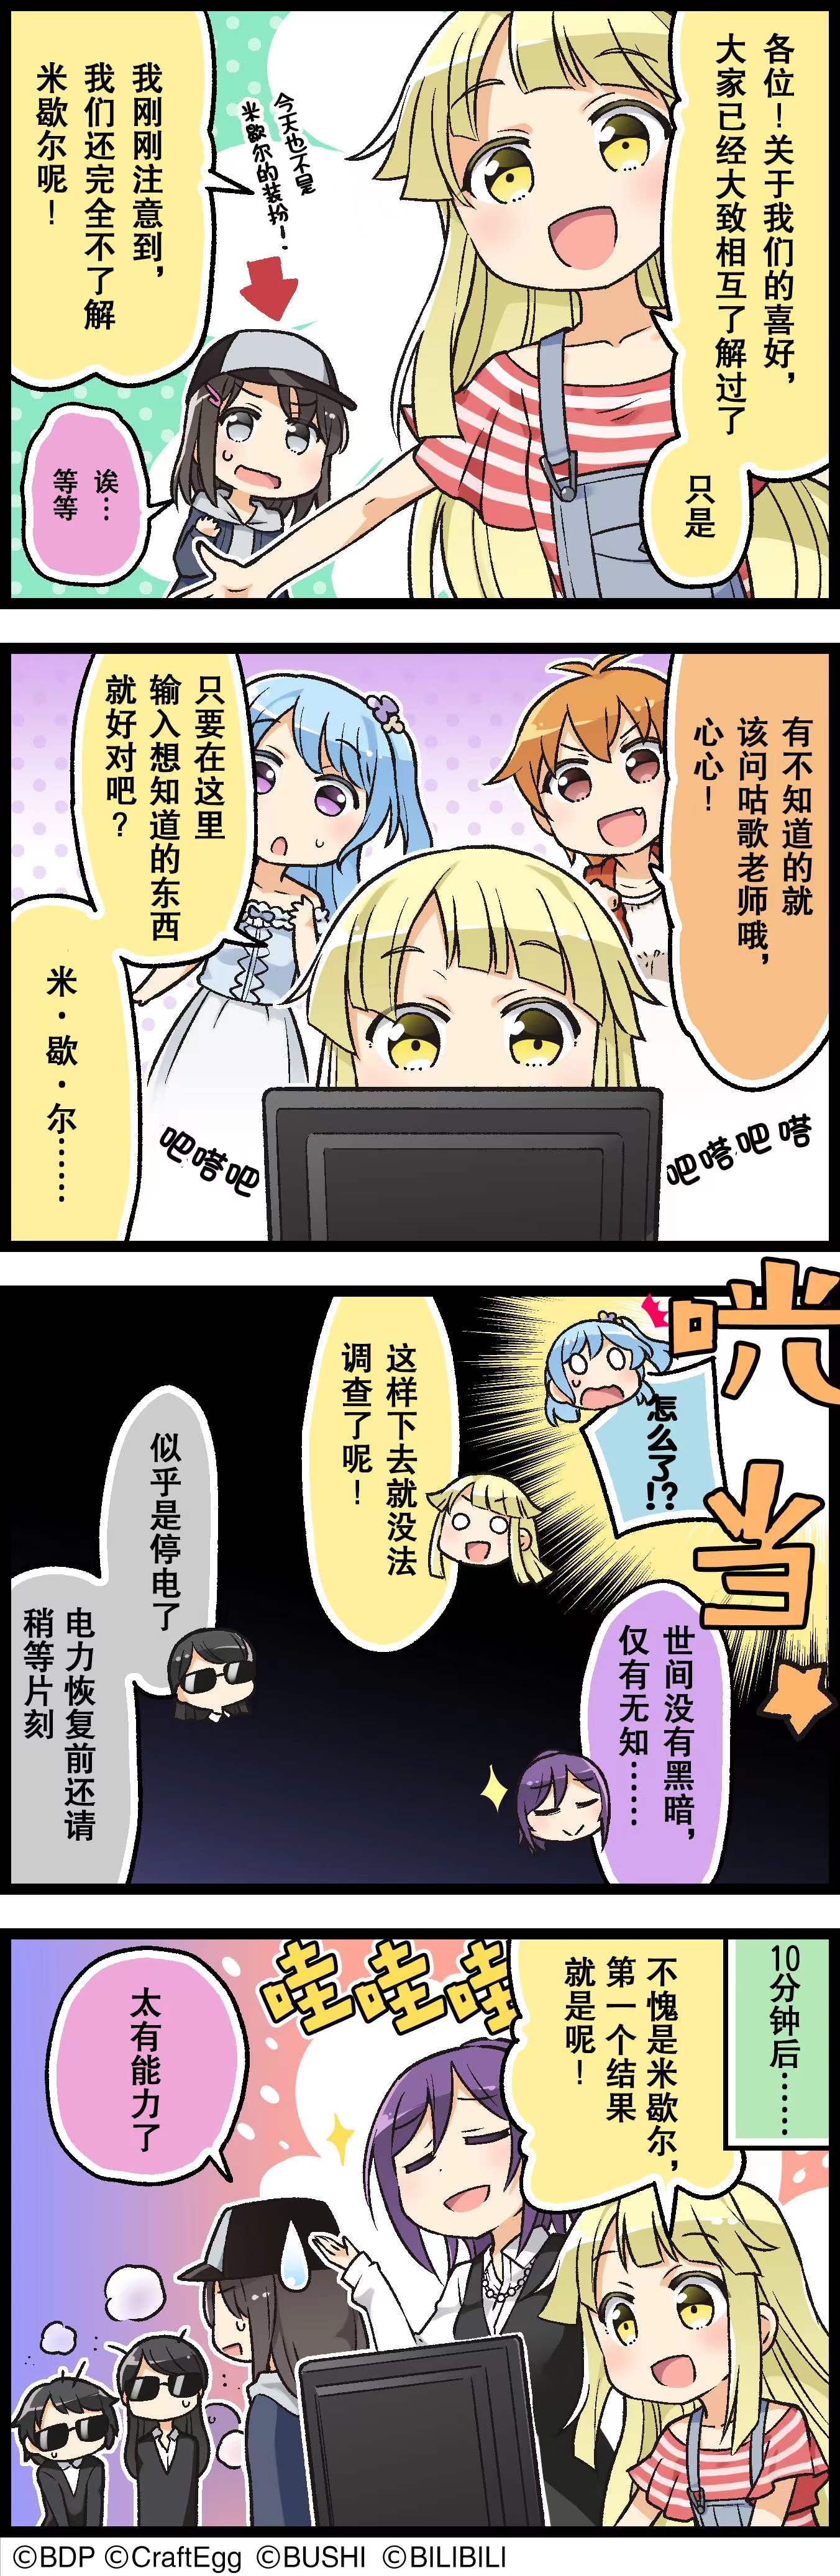 各位！关于我们的喜好，
大家已经大致相互了解过了
只是
今天也不是
米歇尔的装扮！
我刚刚注意到，
我们还完全不了解
米歇尔呢！
诶…
等等
有不知道的就
该问咕歌老师哦，
心心！
只要在这里
输入想知道的东西
就好对吧？
米·歇·尔……
吧嗒吧嗒
吧嗒吧
咣当
怎么了!?
这样下去就没法
调查了呢！
世间没有黑暗，
仅有无知……
似乎是停电了
电力恢复前还请
稍等片刻
10分钟后……
不愧是米歇尔，
第一个结果
就是呢！
哇哇哇
太有能力了
©BDP ©CraftEgg ©BUSHI ©BILIBILI